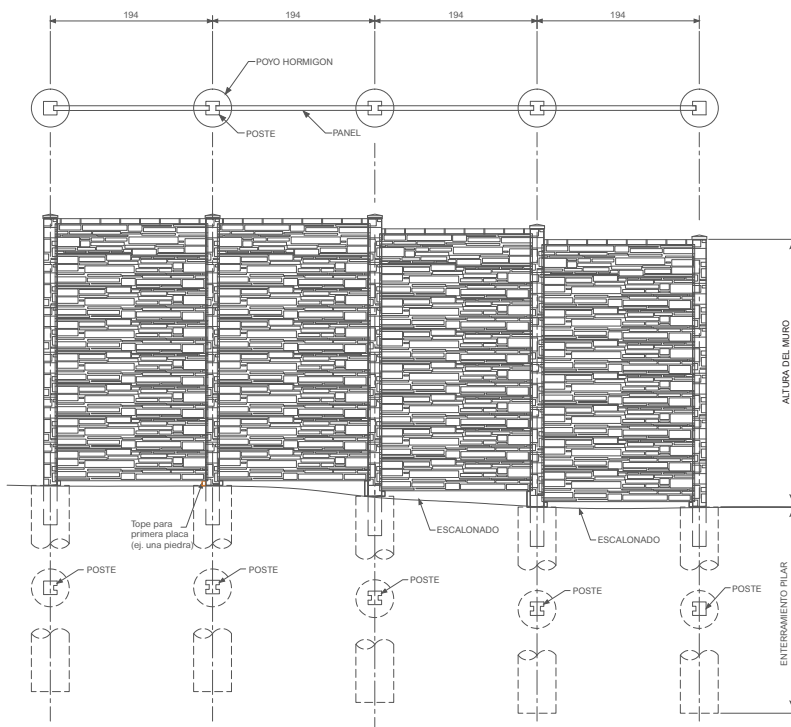 194
194
194
194
POYO HORMIGON
POSTE
PANEL
ALTURA DEL MURO
Tope para
primera placa
(ej. una piedra)
ESCALONADO
ESCALONADO
POSTE
POSTE
POSTE
POSTE
POSTE
ENTERRAMIENTO PILAR